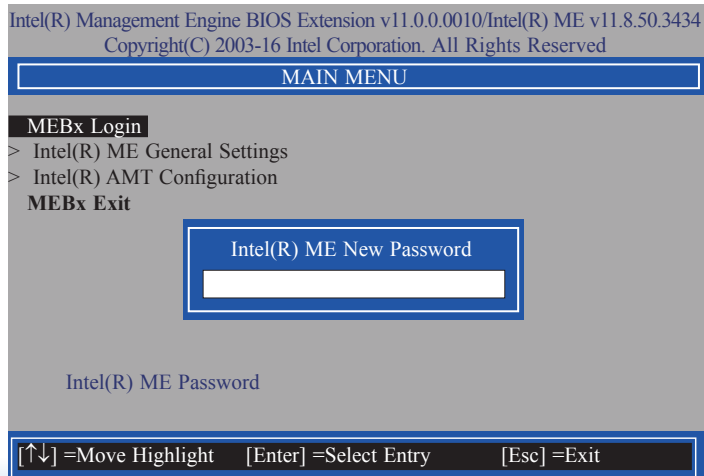 Intel(R) Management Engine BIOS Extension v11.0.0.0010/Intel(R) ME v11.8.50.3434
Copyright(C) 2003-16 Intel Corporation. All Rights Reserved
MAIN MENU
MEBx Login
> Intel(R) ME General Settings
> Intel(R) AMT Configuration
MEBx Exit
Intel(R) ME New Password
Intel(R) ME Password
[↑↓] =Move Highlight [Enter] =Select Entry [Esc] =Exit